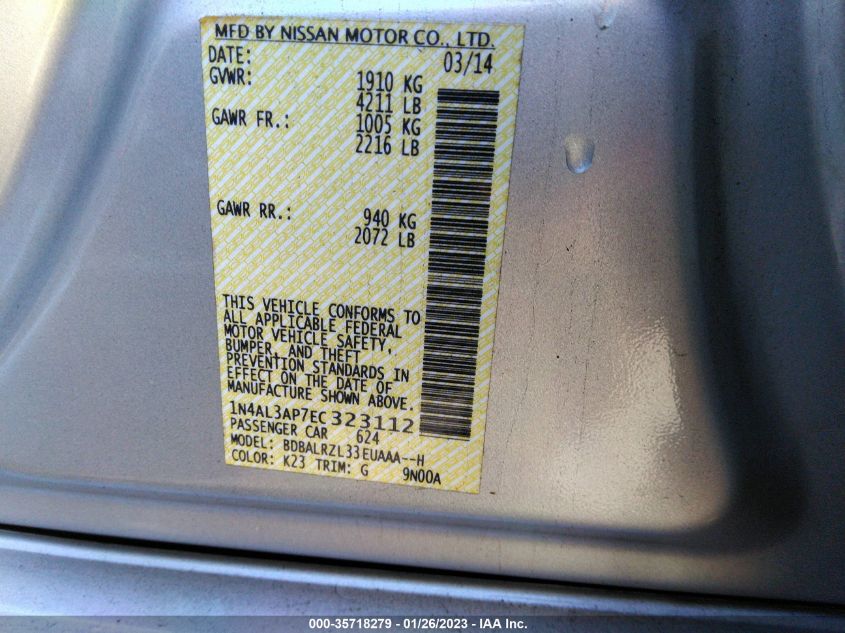 MFD BY NISSAN MOTOR CO., LTD.
DATE: 03/14
GVWR: 1910 KG
4211 LB
GAWR FR.: 1005 KG
2216 LB
GAWR RR.: 940 KG
2072 LB
THIS VEHICLE CONFORMS TO
ALL APPLICABLE FEDERAL
MOTOR VEHICLE SAFETY,
BUMPER, AND THEFT
PREVENTION STANDARDS IN
EFFECT ON THE DATE OF
MANUFACTURE SHOWN ABOVE.
1N4AL3AP7EC323112
PASSENGER CAR 624
MODEL: BDBALRZL33EUAAA--H
COLOR: K23 TRIM: G 9N00A
000-35718279 - 01/26/2023 - IAA Inc.